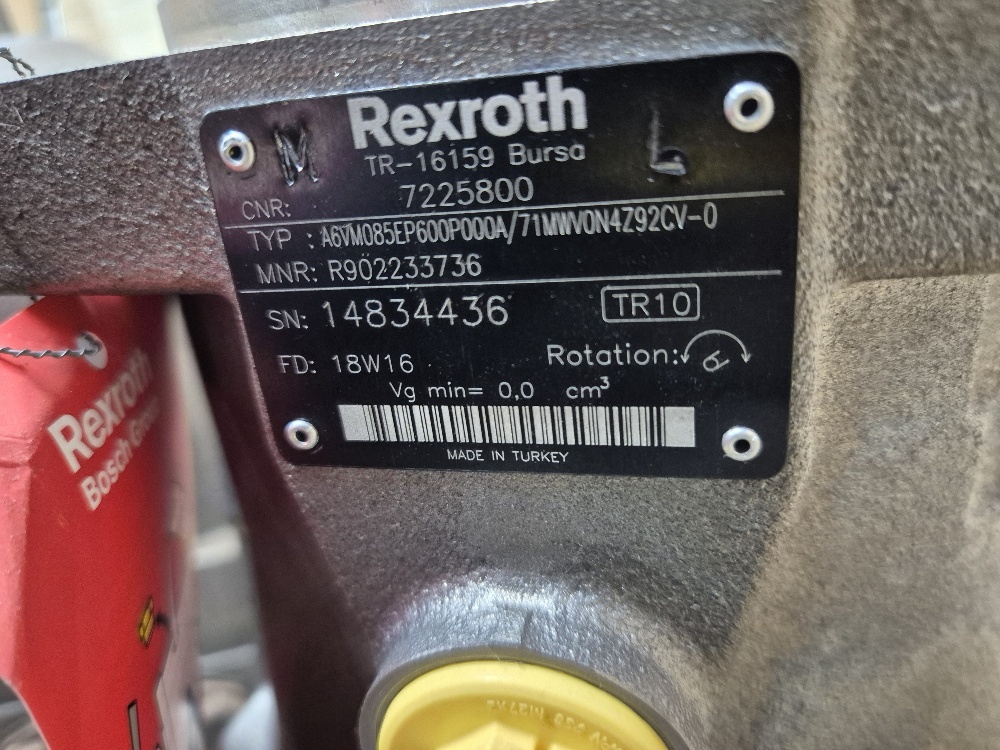 M
Rexroth
L
TR-16159 Bursa
CNR: 7225800
TYP : A6VM085EP600P000A/71MWV0N4Z92CV-0
MNR: R902233736
SN: 14834436
TR10
FD: 18W16
Rotation:
Vg min= 0,0 cm³
MADE IN TURKEY
Rexroth
Bosch